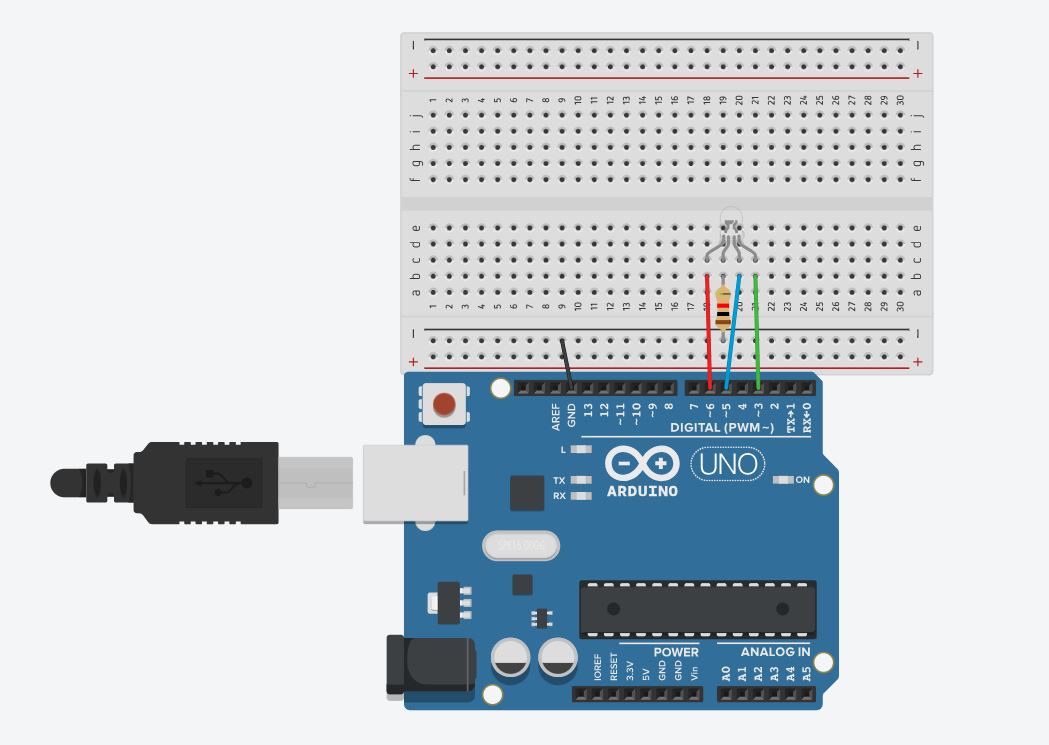 − −
+ +
1 2 3 4 5 6 7 8 9 10 11 12 13 14 15 16 17 18 19 20 21 22 23 24 25 26 27 28 29 30
j j
i i
h h
g g
f f
e e
d d
c c
b b
a a
1 2 3 4 5 6 7 8 9 10 11 12 13 14 15 16 17 20 21 22 23 24 25 26 27 28 29 30
− −
+ +
AREF GND 13 12 ~11 ~10 ~9 8 7 ~6 ~5 4 ~3 2 TX→1 RX←0
DIGITAL (PWM~)
L
TX
RX
ARDUINO
UNO
ON
POWER
ANALOG IN
IOREF RESET 3.3V 5V GND GND Vin A0 A1 A2 A3 A4 A5